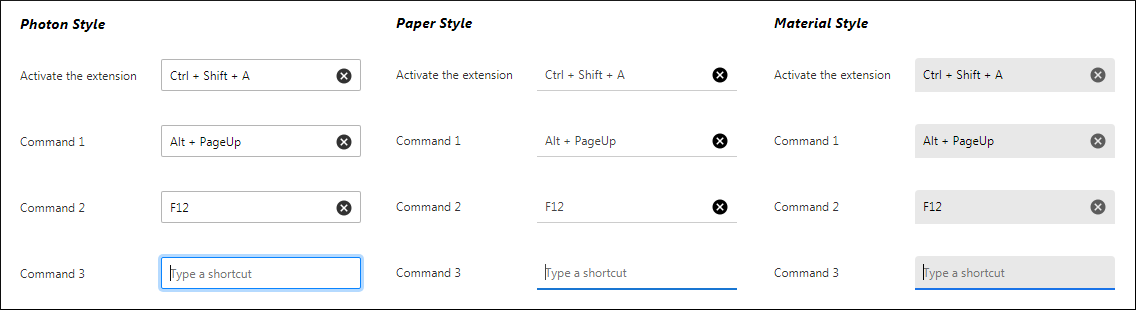 Photon Style
Activate the extension Ctrl + Shift + A
Command 1 Alt + PageUp
Command 2 F12
Command 3 Type a shortcut
Paper Style
Activate the extension Ctrl + Shift + A
Command 1 Alt + PageUp
Command 2 F12
Command 3 Type a shortcut
Material Style
Activate the extension Ctrl + Shift + A
Command 1 Alt + PageUp
Command 2 F12
Command 3 Type a shortcut